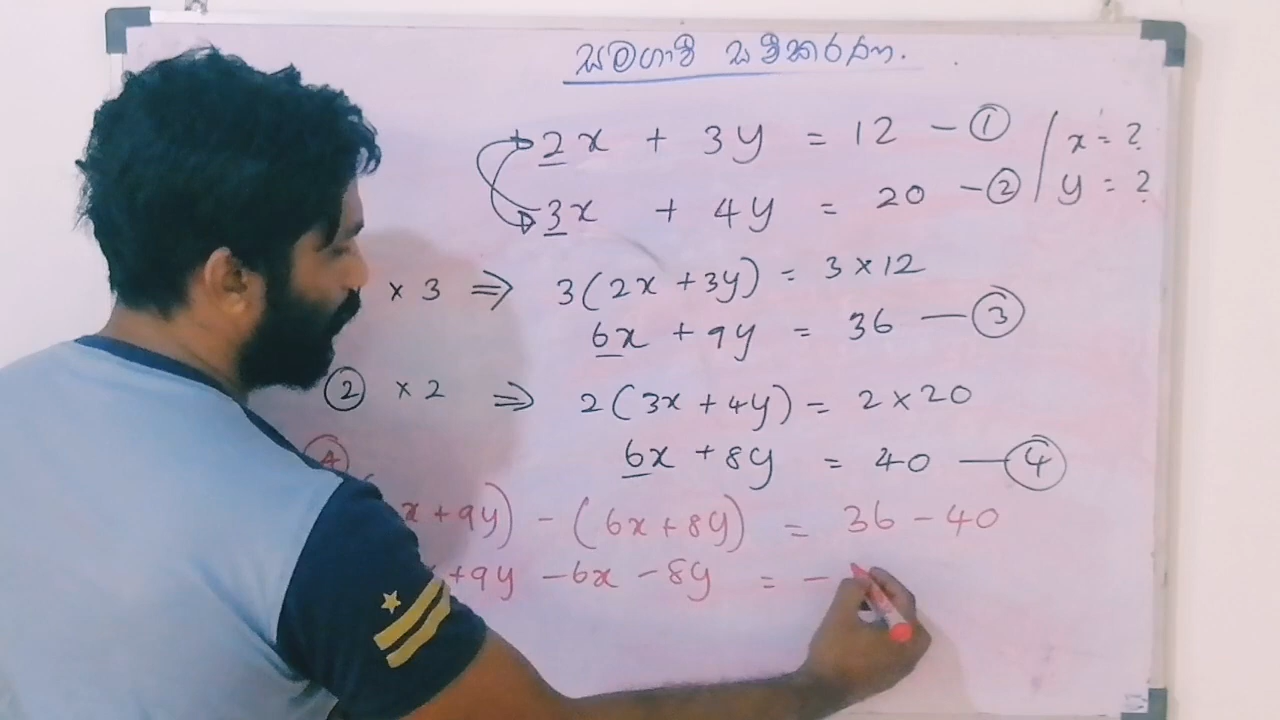 සමගාමී සමීකරණ.
2x + 3y = 12 - ① / x = ?
3x + 4y = 20 - ② / y = ?
x 3 ⇒ 3(2x + 3y) = 3 x 12
6x + 9y = 36 — ③
② x 2 ⇒ 2(3x + 4y) = 2 x 20
6x + 8y = 40 — ④
x + 9y) - (6x + 8y) = 36 - 40
+ 9y - 6x - 8y = -